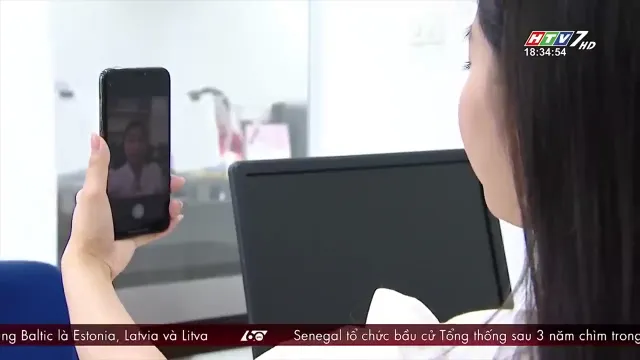 HTV7 HD
18:34:54
ng Baltic là Estonia, Latvia và Litva 60 Senegal tổ chức bầu cử Tổng thống sau 3 năm chìm trong